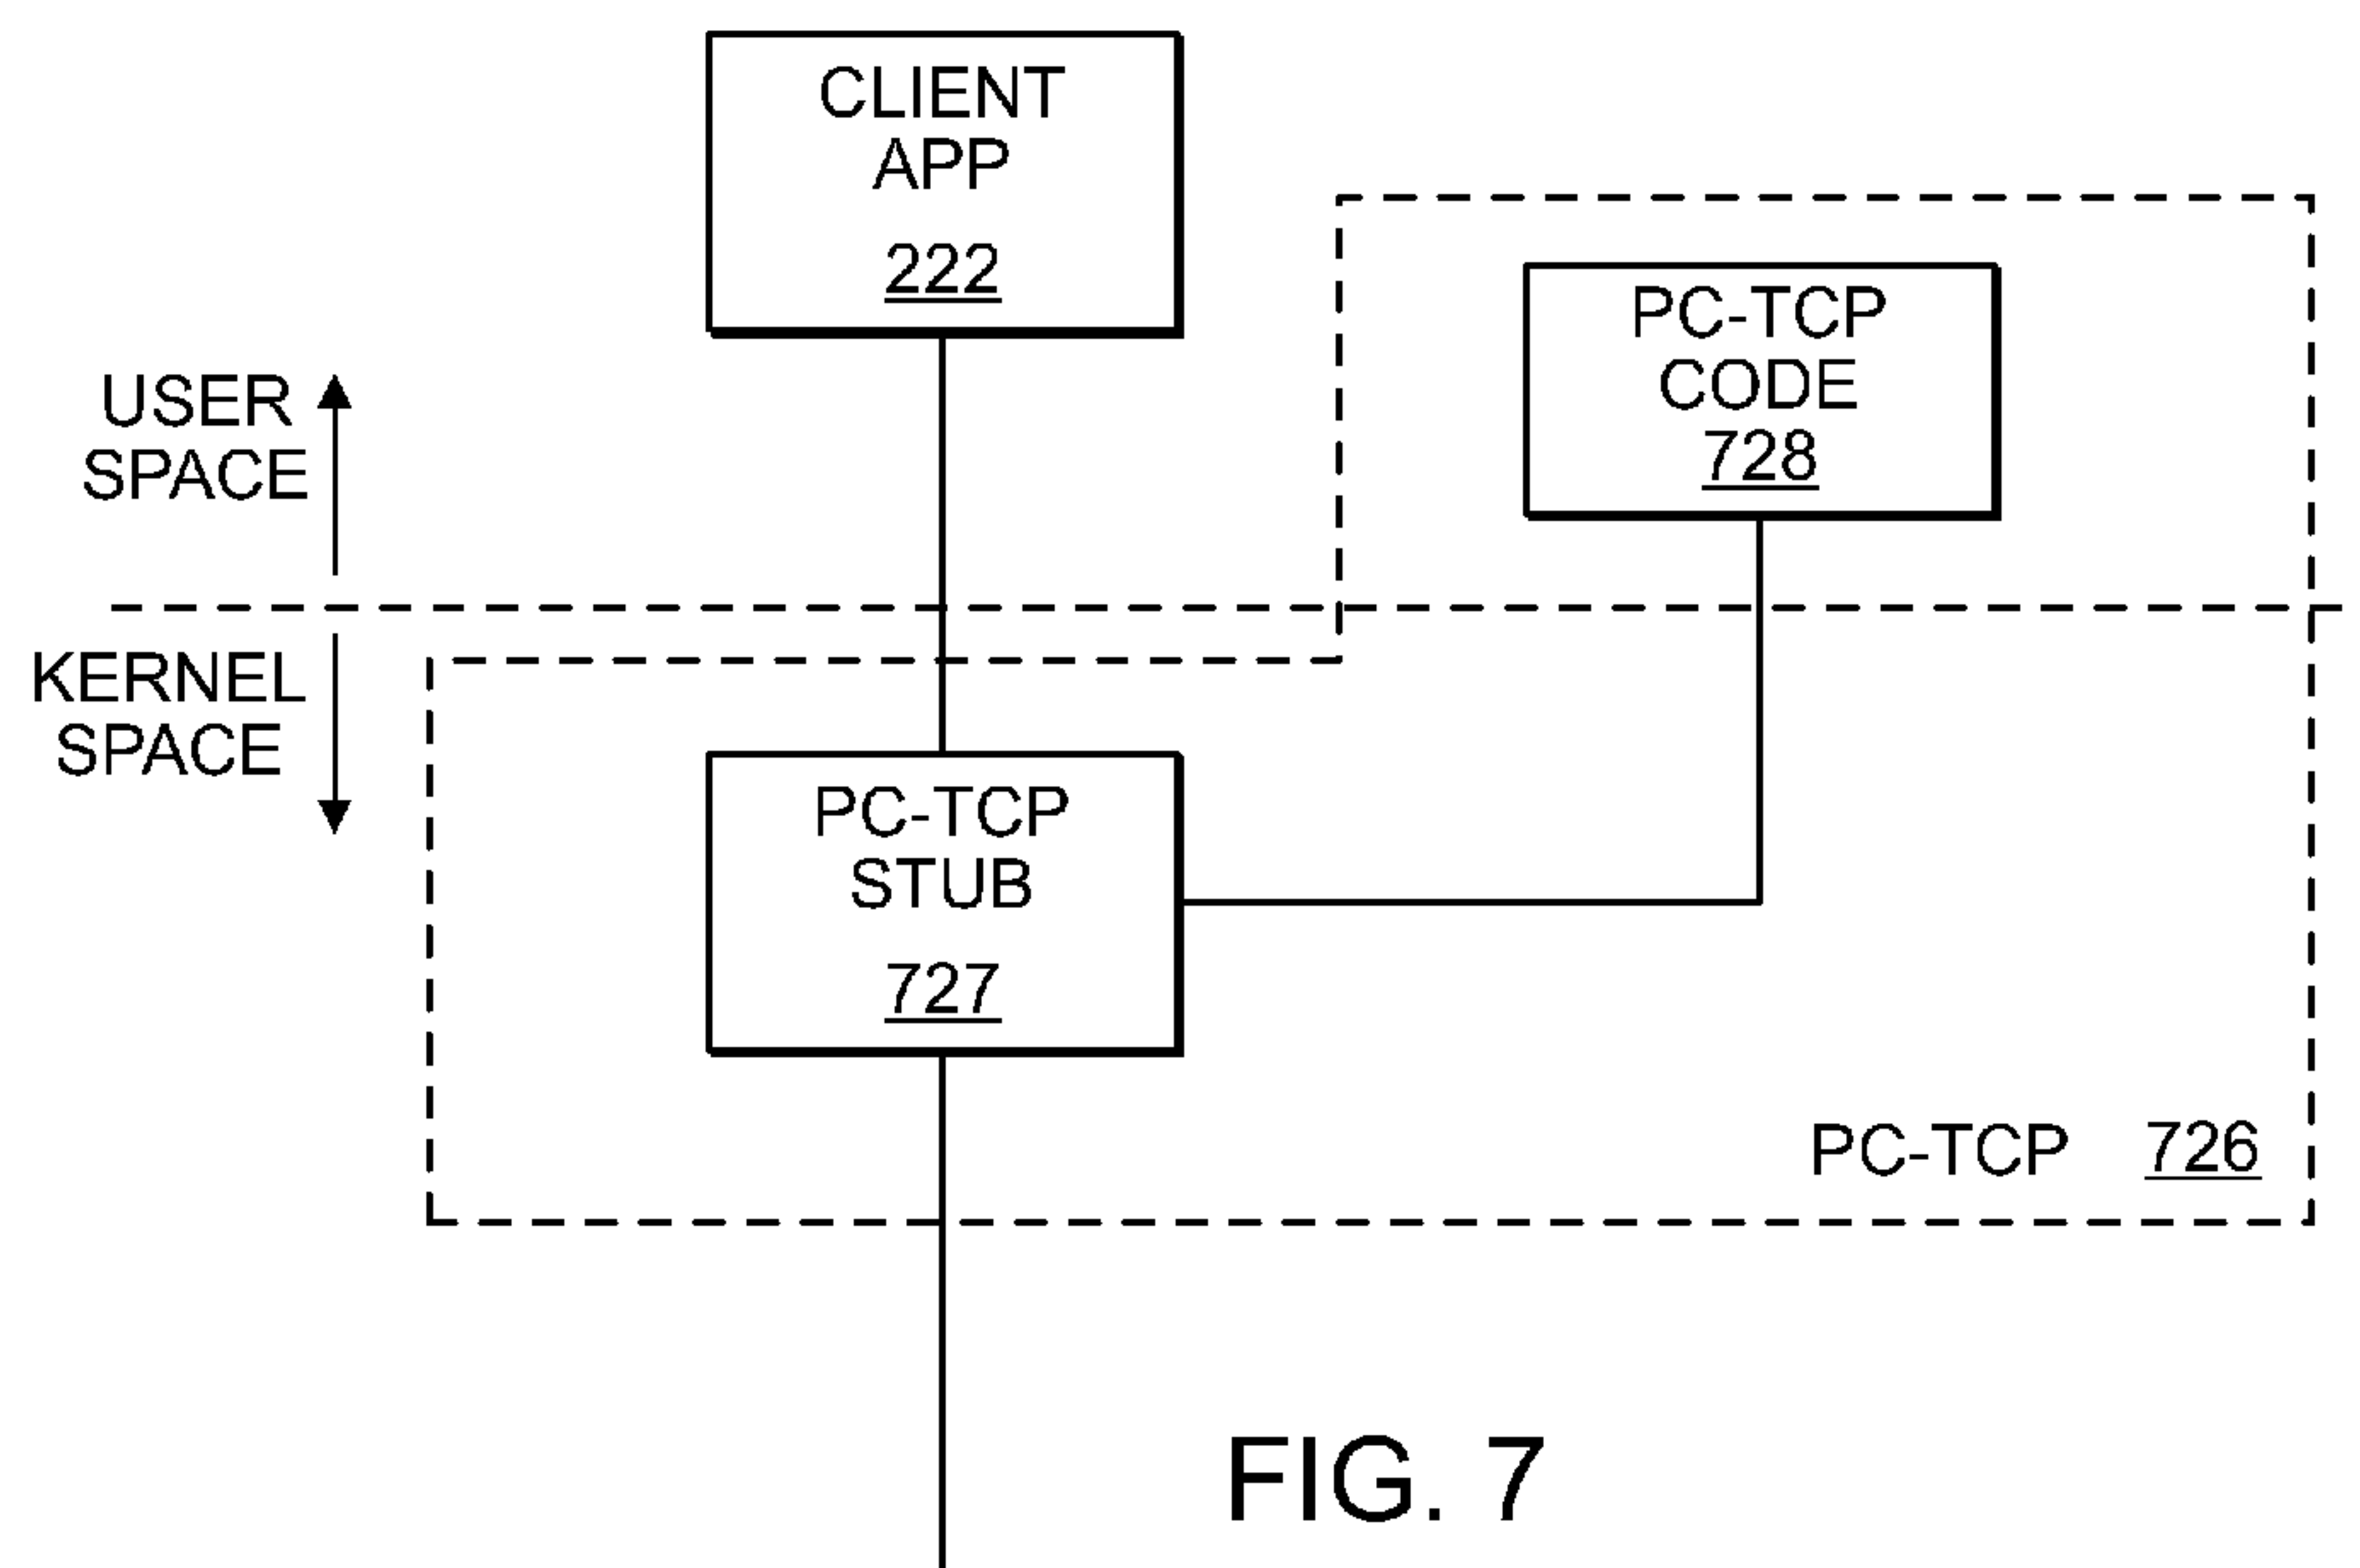 CLIENT
APP
222
PC-TCP
CODE
728
USER
SPACE
KERNEL
SPACE
PC-TCP
STUB
727
PC-TCP 726
FIG. 7